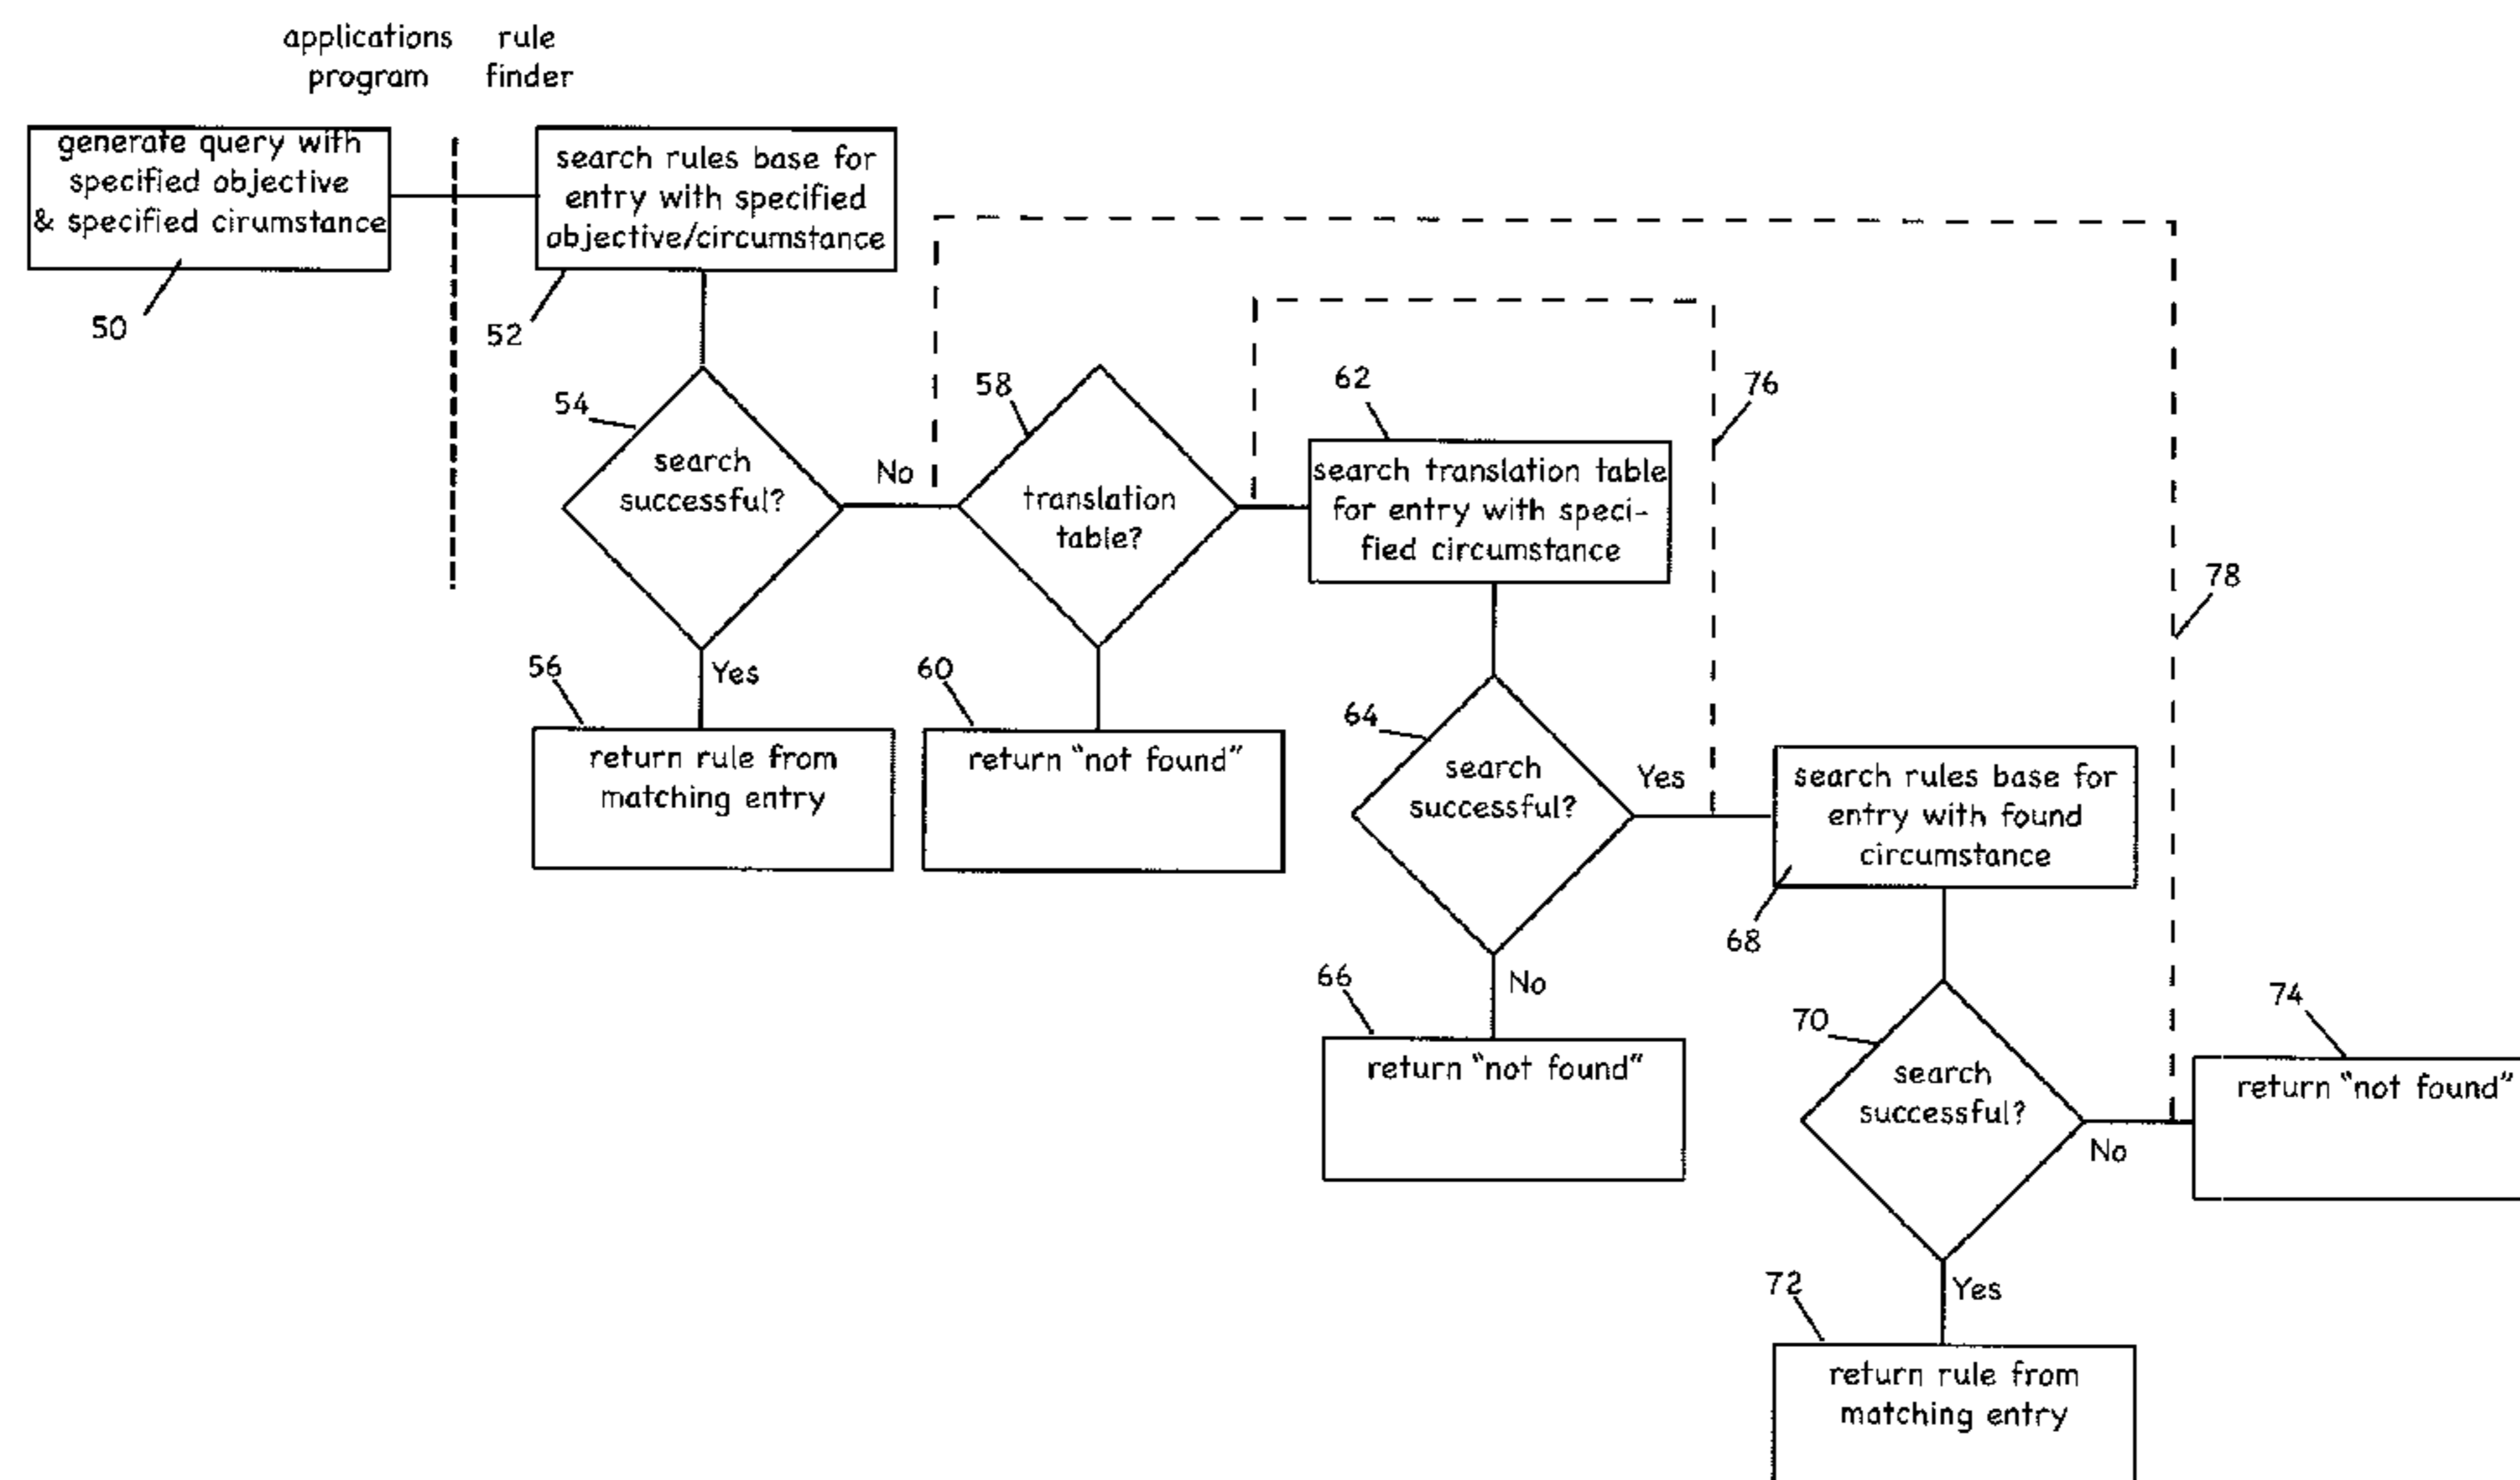 applications rule
program finder
generate query with
specified objective
& specified cirumstance
50
search rules base for
entry with specified
objective/circumstance
52
54
search
successful?
No
Yes
56
return rule from
matching entry
58
translation
table?
60
return "not found"
62
search translation table
for entry with speci-
fied circumstance
76
78
64
search
successful?
Yes
No
66
return "not found"
search rules base for
entry with found
circumstance
68
70
search
successful?
No
74
return "not found"
Yes
72
return rule from
matching entry